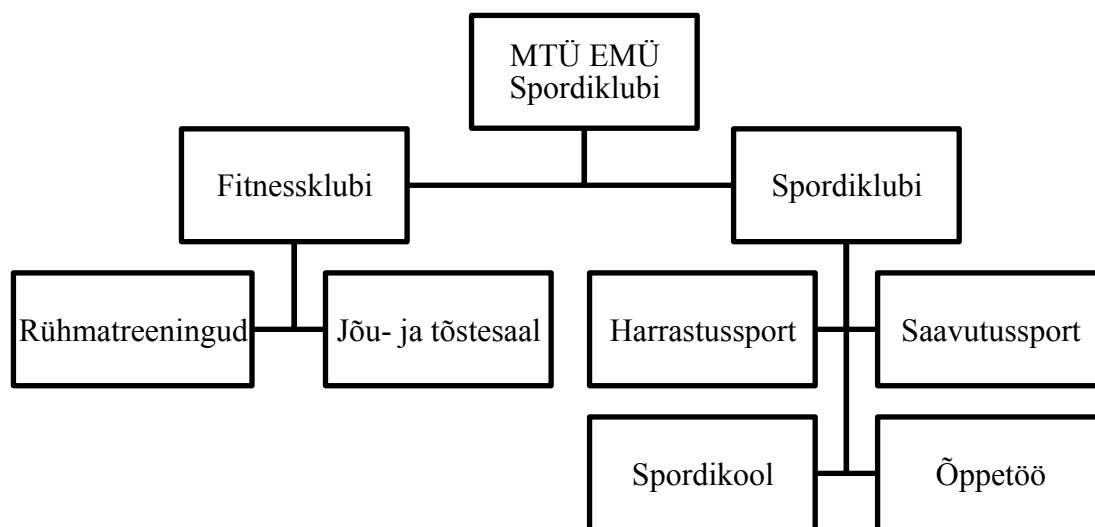 MTÜ EMÜ
Spordiklubi
Fitnessklubi
Spordiklubi
Rühmatreeningud
Jõu- ja tõstesaal
Harrastussport
Saavutussport
Spordikool
Õppetöö